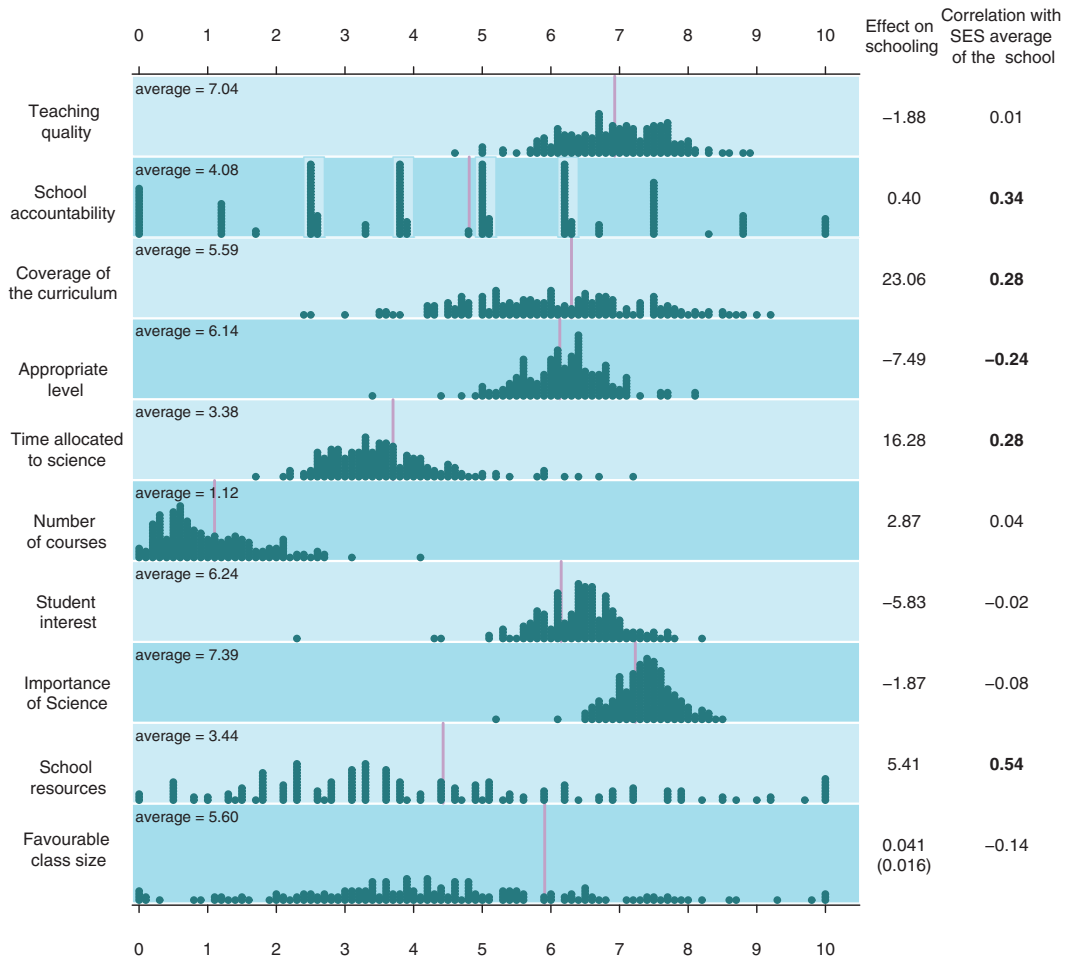 0 1 2 3 4 5 6 7 8 9 10
Effect on
schooling
Correlation with
SES average
of the school
average = 7.04
Teaching
quality
−1.88
0.01
average = 4.08
School
accountability
0.40
0.34
average = 5.59
Coverage of
the curriculum
23.06
0.28
average = 6.14
Appropriate
level
−7.49
−0.24
average = 3.38
Time allocated
to science
16.28
0.28
average = 1.12
Number
of courses
2.87
0.04
average = 6.24
Student
interest
−5.83
−0.02
average = 7.39
Importance
of Science
−1.87
−0.08
average = 3.44
School
resources
5.41
0.54
average = 5.60
Favourable
class size
0.041
(0.016)
−0.14
0 1 2 3 4 5 6 7 8 9 10